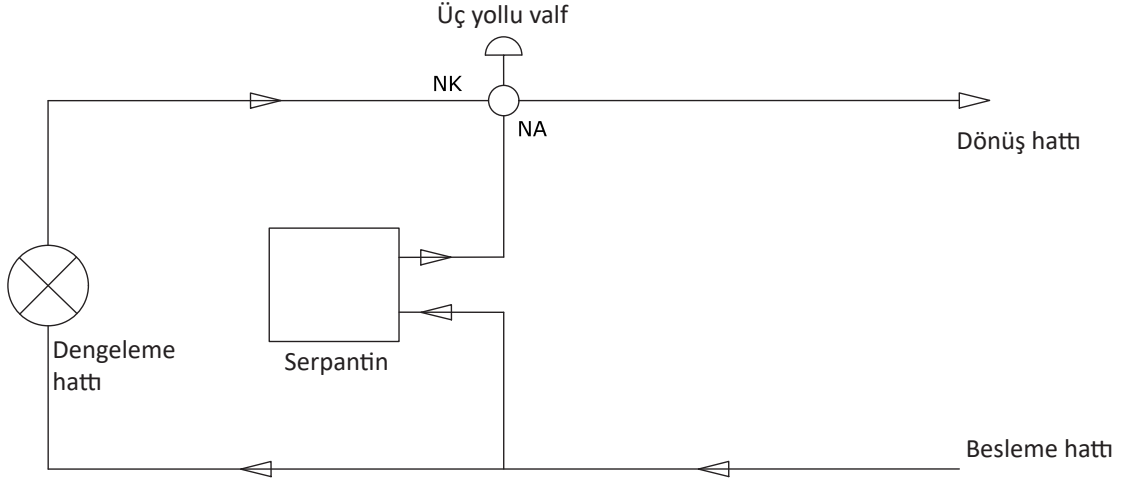 Üç yollu valf
NK
NA
Dönüş hattı
Dengeleme
hattı
Serpantin
Besleme hattı